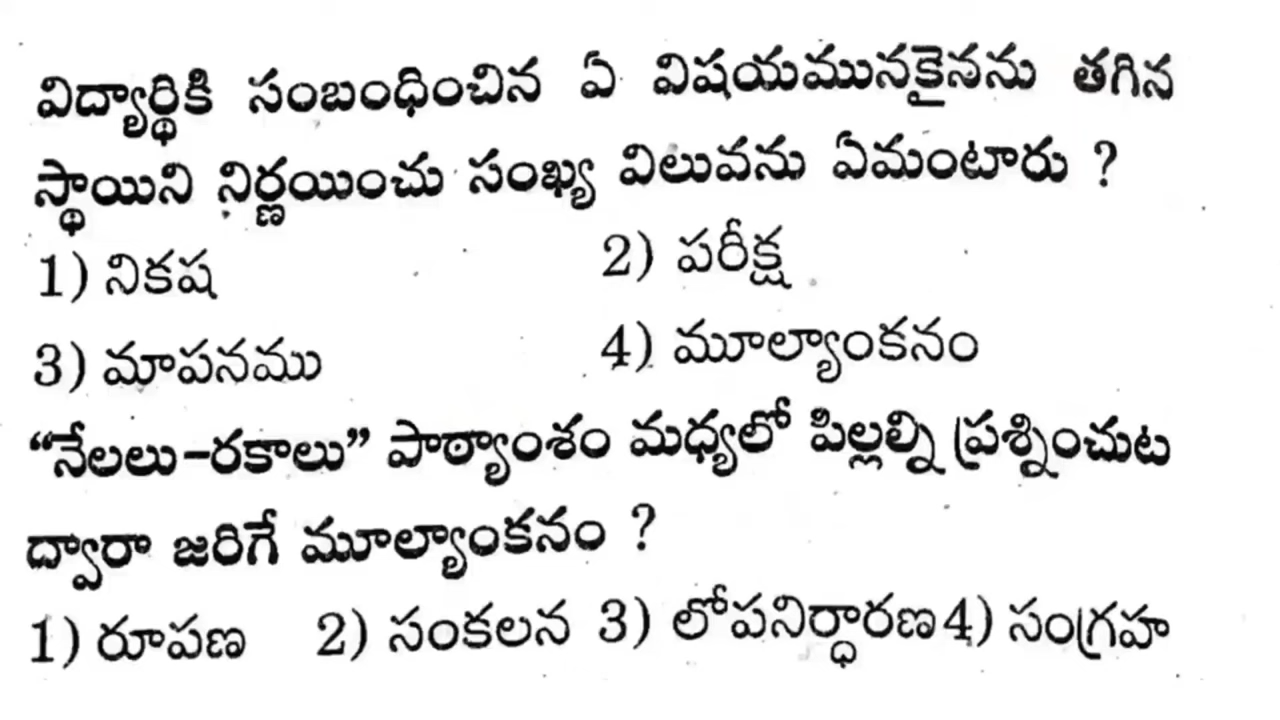 విద్యార్థికి సంబంధించిన ఏ విషయమునకైనను తగిన
స్థాయిని నిర్ణయించు సంఖ్య విలువను ఏమంటారు ?
1) నికష 2) పరీక్ష
3) మాపనము 4) మూల్యాంకనం
“నేలలు-రకాలు” పాఠ్యాంశం మధ్యలో పిల్లల్ని ప్రశ్నించుట
ద్వారా జరిగే మూల్యాంకనం ?
1) రూపణ 2) సంకలన 3) లోపనిర్ధారణ 4) సంగ్రహ